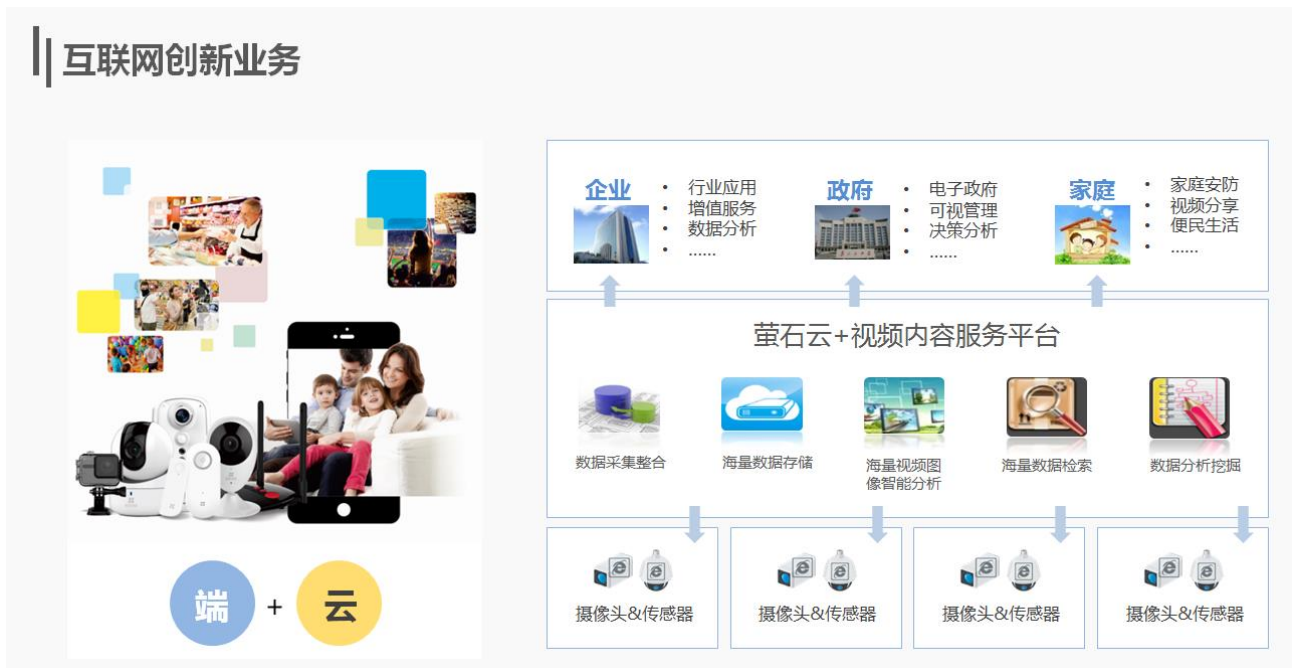 互联网创新业务
企业
• 行业应用
• 增值服务
• 数据分析
• ......
政府
• 电子政府
• 可视管理
• 决策分析
• ......
家庭
• 家庭安防
• 视频分享
• 便民生活
• ......
萤石云+视频内容服务平台
数据采集整合
海量数据存储
海量视频图
像智能分析
海量数据检索
数据分析挖掘
摄像头&传感器
摄像头&传感器
摄像头&传感器
摄像头&传感器
端 + 云